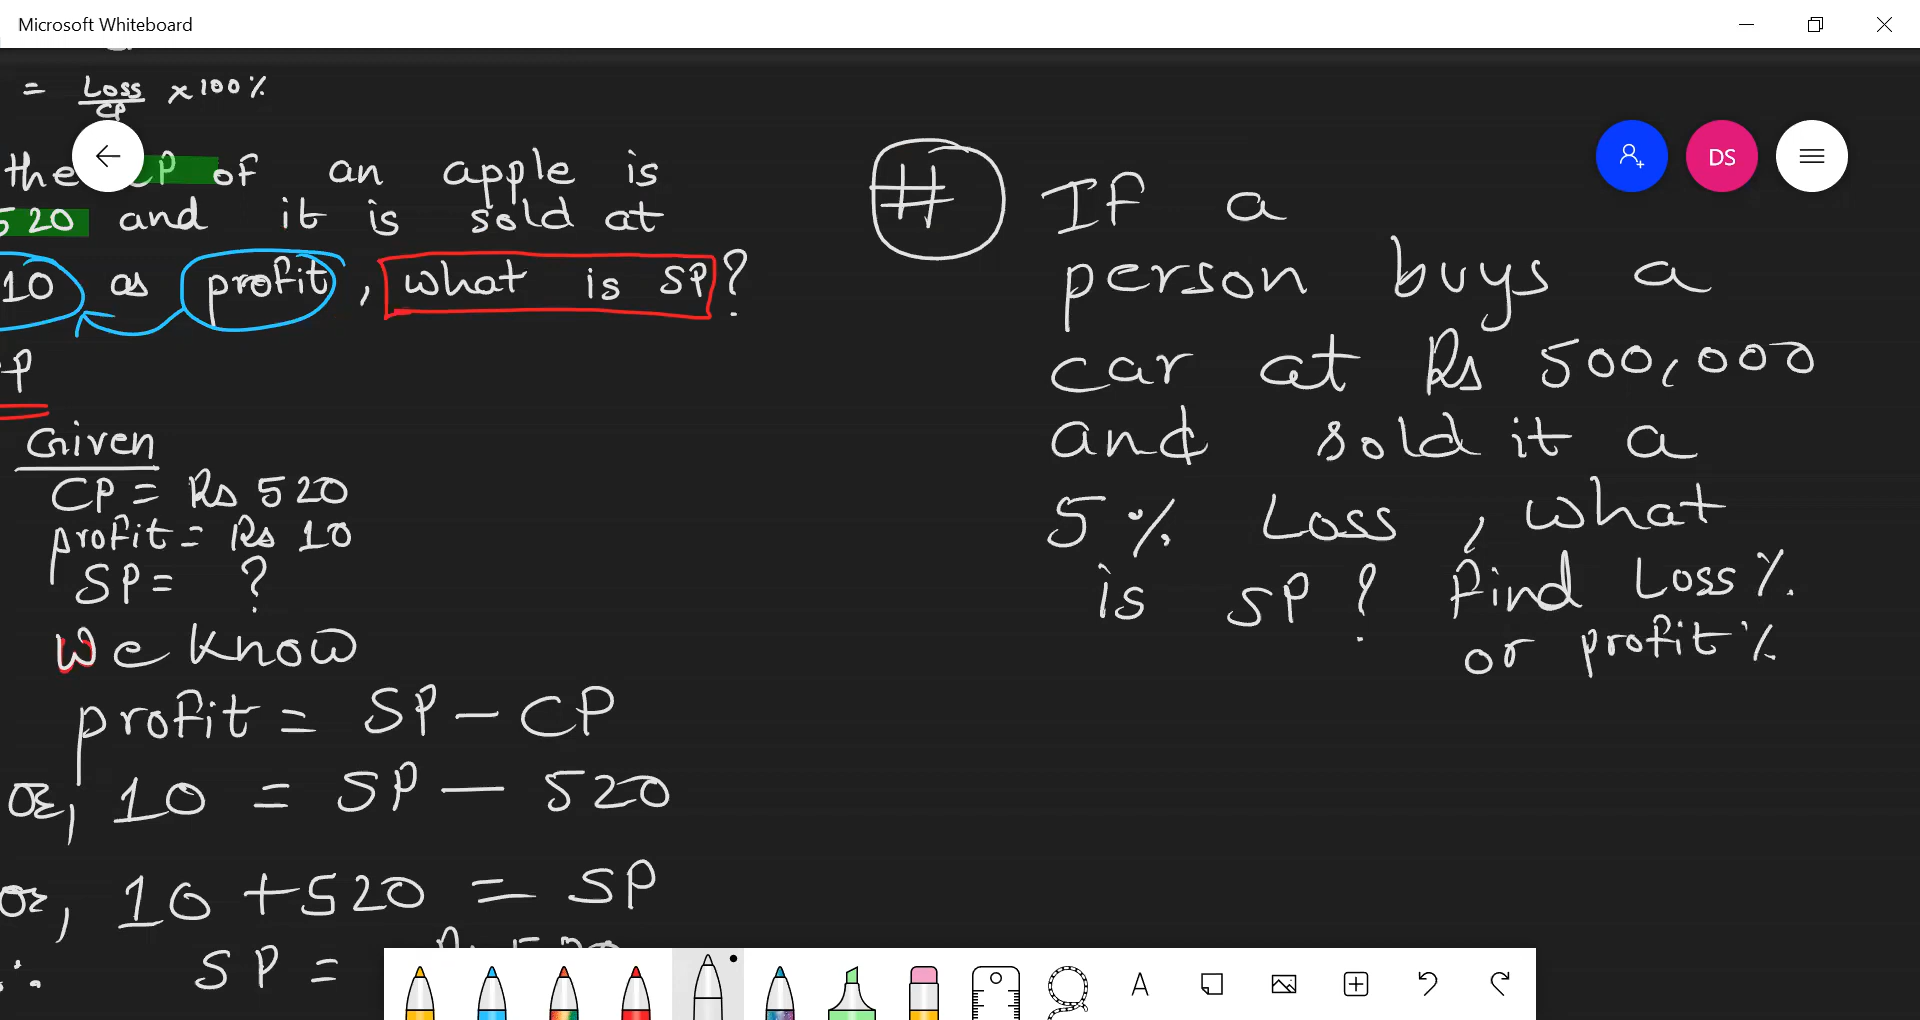 Microsoft Whiteboard
= Loss/CP × 100%
the CP of an apple is
520 and it is sold at
10 as profit, what is SP?
P
Given
CP = Rs 520
profit = Rs 10
SP = ?
We know
profit = SP - CP
or, 10 = SP - 520
or, 10 + 520 = SP
∴ SP =
# If a
person buys a
car at Rs 500,000
and sold it a
5% Loss, what
is SP? find Loss%
or profit%
DS
A